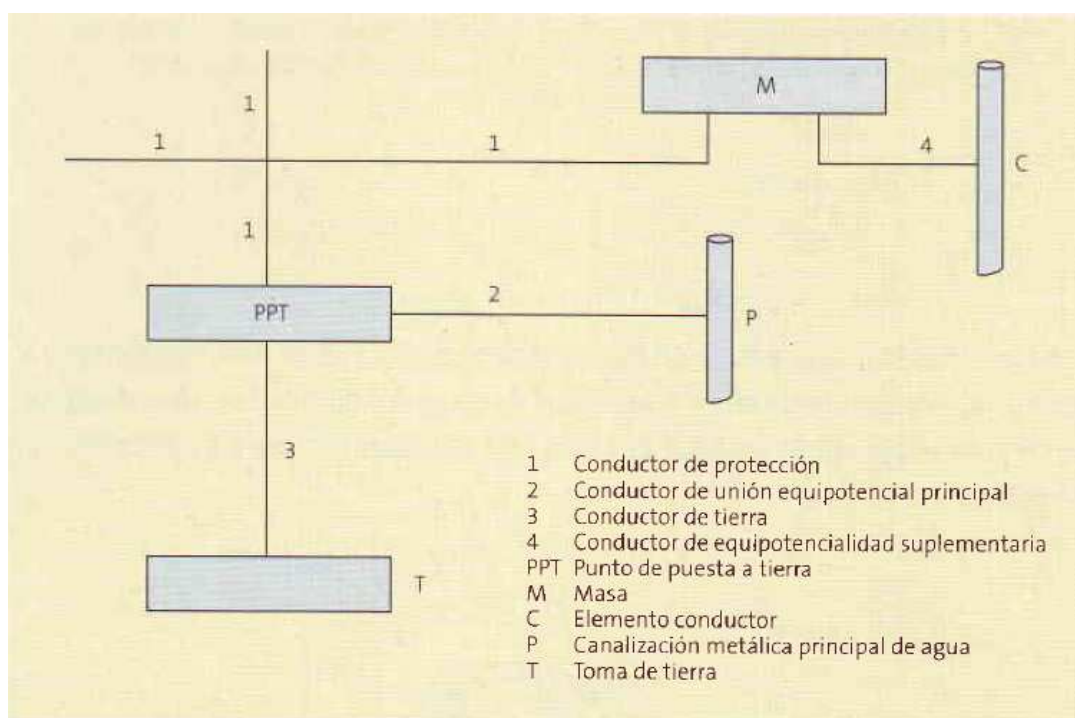 M
1
1
1
4
C
1
2
PPT
P
3
T
1 Conductor de protección
2 Conductor de unión equipotencial principal
3 Conductor de tierra
4 Conductor de equipotencialidad suplementaria
PPT Punto de puesta a tierra
M Masa
C Elemento conductor
P Canalización metálica principal de agua
T Toma de tierra